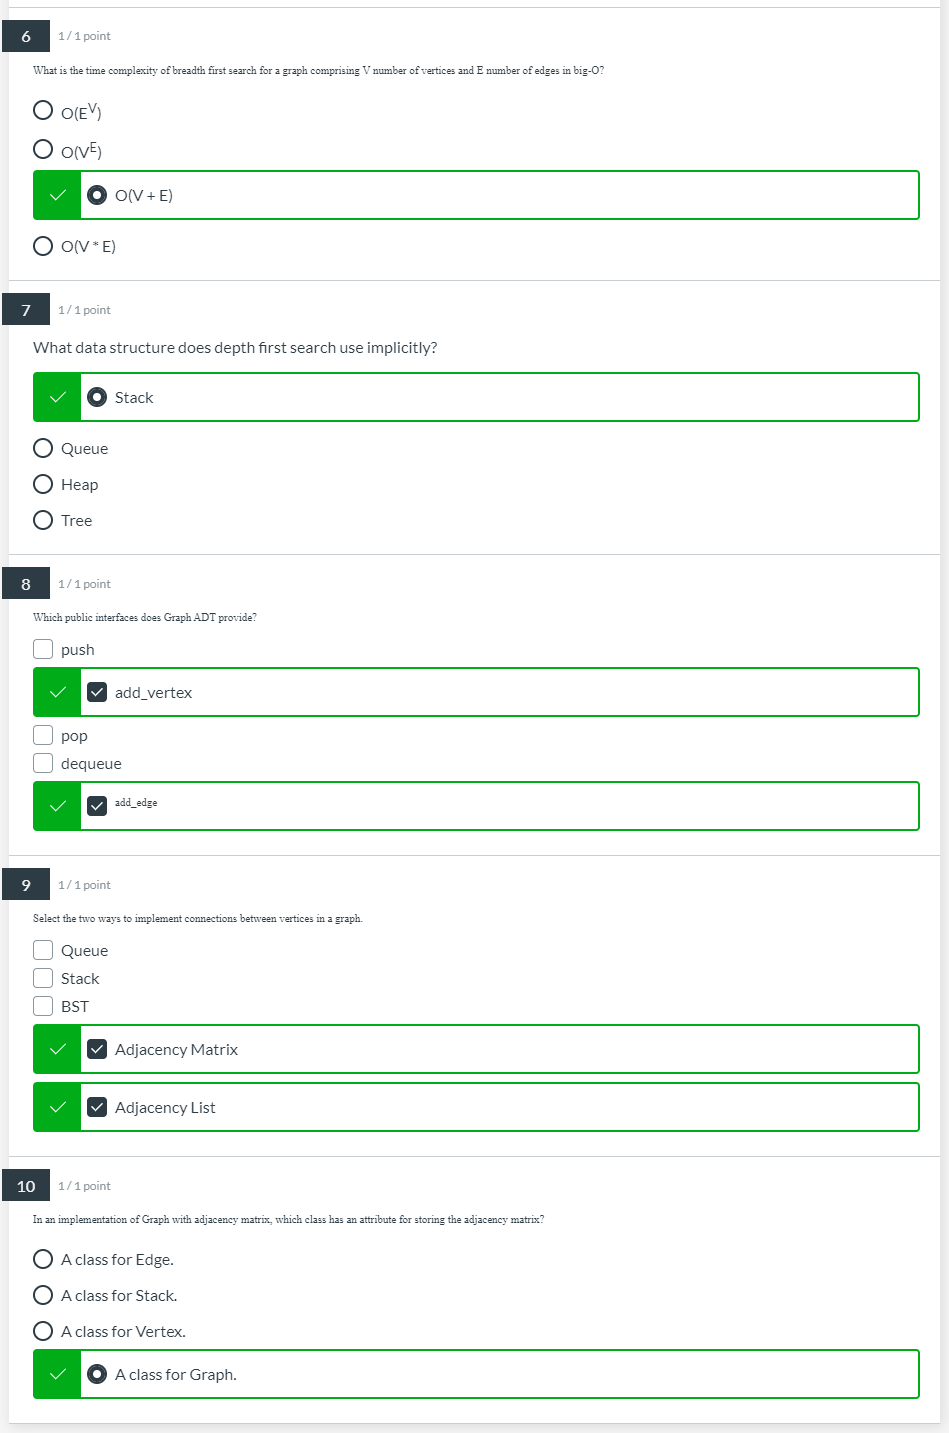 6
1 / 1 point
What is the time complexity of breadth first search for a graph comprising V number of vertices and E number of edges in big-O?
O(E^V)
O(V^E)
O(V + E)
O(V * E)
7
1 / 1 point
What data structure does depth first search use implicitly?
Stack
Queue
Heap
Tree
8
1 / 1 point
Which public interfaces does Graph ADT provide?
push
add_vertex
pop
dequeue
add_edge
9
1 / 1 point
Select the two ways to implement connections between vertices in a graph.
Queue
Stack
BST
Adjacency Matrix
Adjacency List
10
1 / 1 point
In an implementation of Graph with adjacency matrix, which class has an attribute for storing the adjacency matrix?
A class for Edge.
A class for Stack.
A class for Vertex.
A class for Graph.